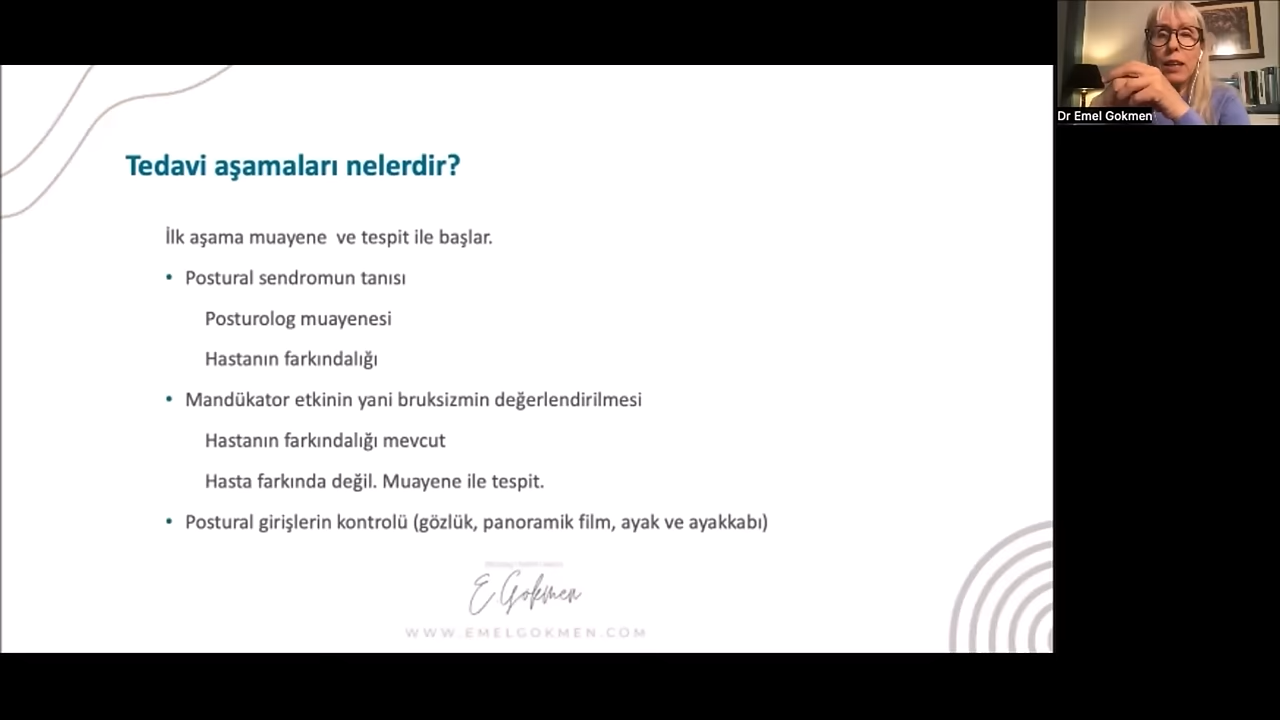 Dr Emel Gokmen
Tedavi aşamaları nelerdir?
İlk aşama muayene ve tespit ile başlar.
• Postural sendromun tanısı
Posturolog muayenesi
Hastanın farkındalığı
• Mandükator etkinin yani bruksizmin değerlendirilmesi
Hastanın farkındalığı mevcut
Hasta farkında değil. Muayene ile tespit.
• Postural girişlerin kontrolü (gözlük, panoramik film, ayak ve ayakkabı)
E Gokmen
WWW.EMELGOKMEN.COM